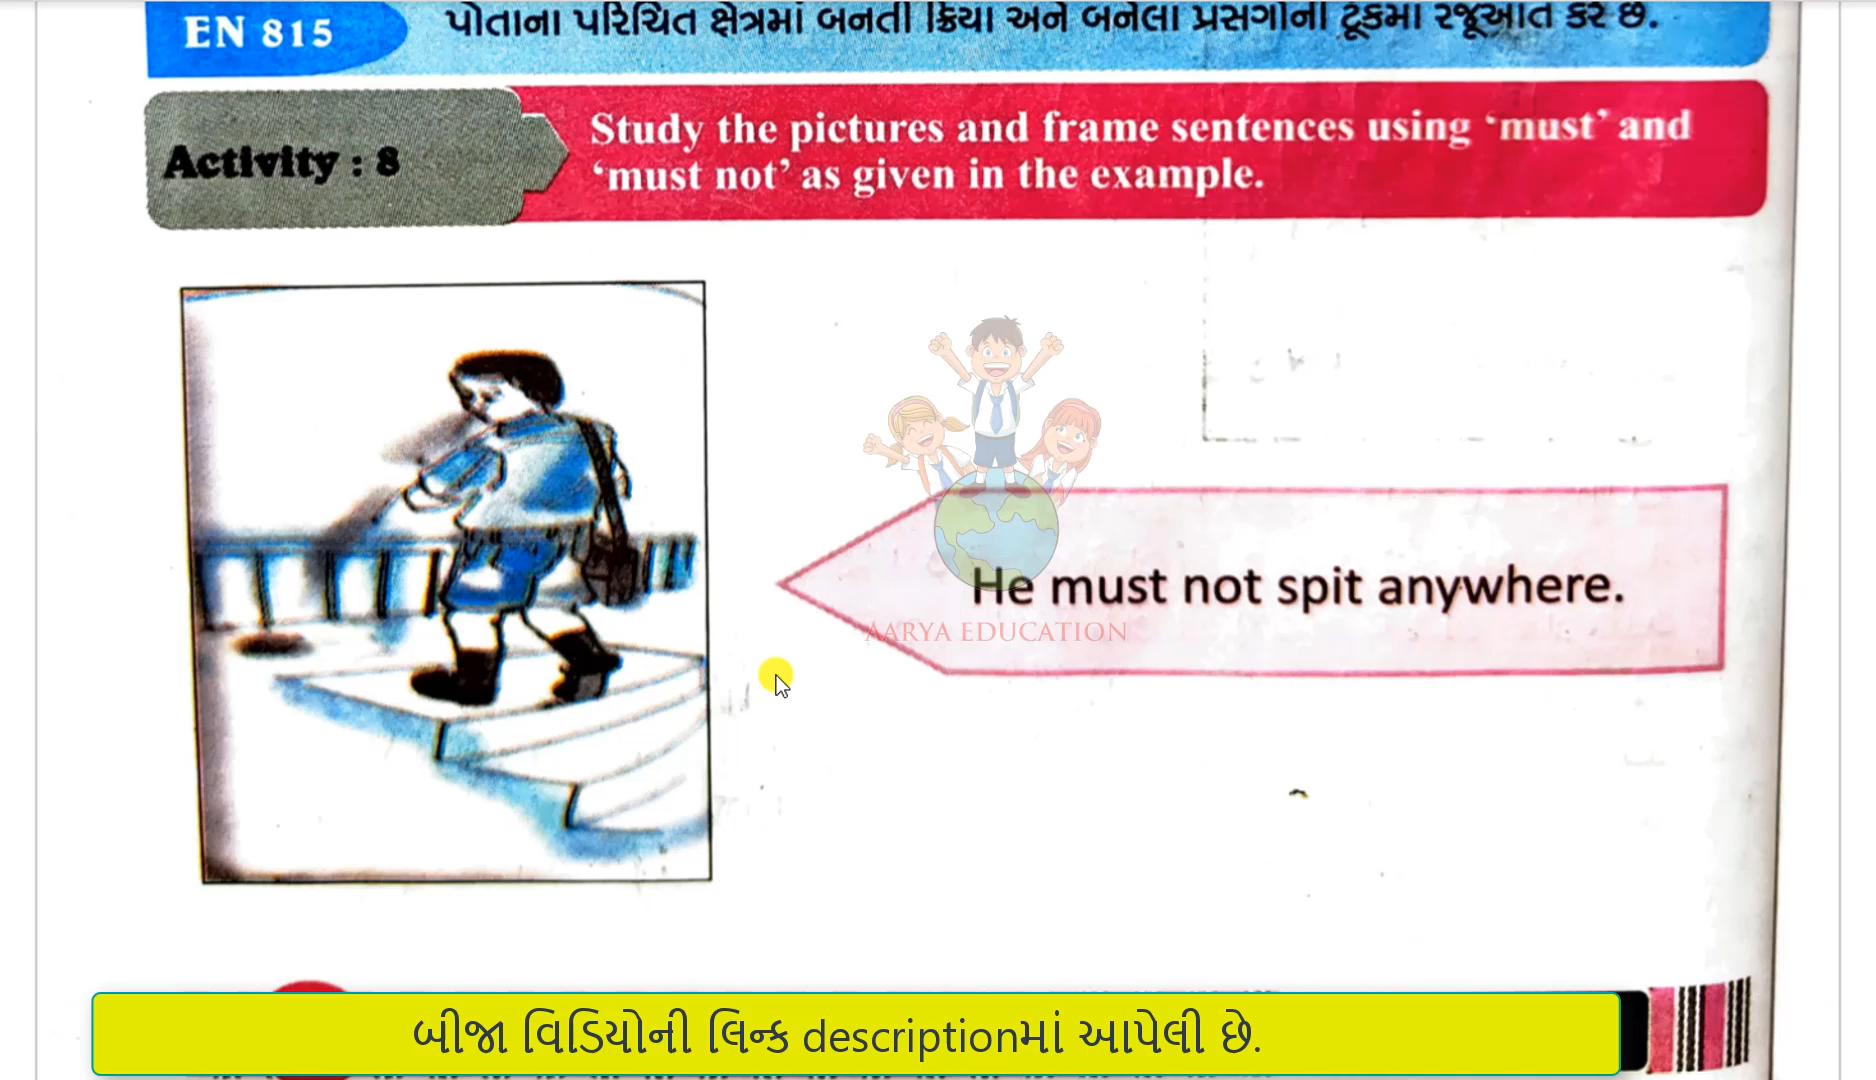 EN 815
પોતાના પરિચિત ક્ષેત્રમાં બનતી ક્રિયા અને બનેલા પ્રસંગોની ટૂંકમાં રજૂઆત કરે છે.
Activity : 8
Study the pictures and frame sentences using ‘must’ and
‘must not’ as given in the example.
He must not spit anywhere.
AARYA EDUCATION
બીજા વિડિયોની લિન્ક descriptionમાં આપેલી છે.